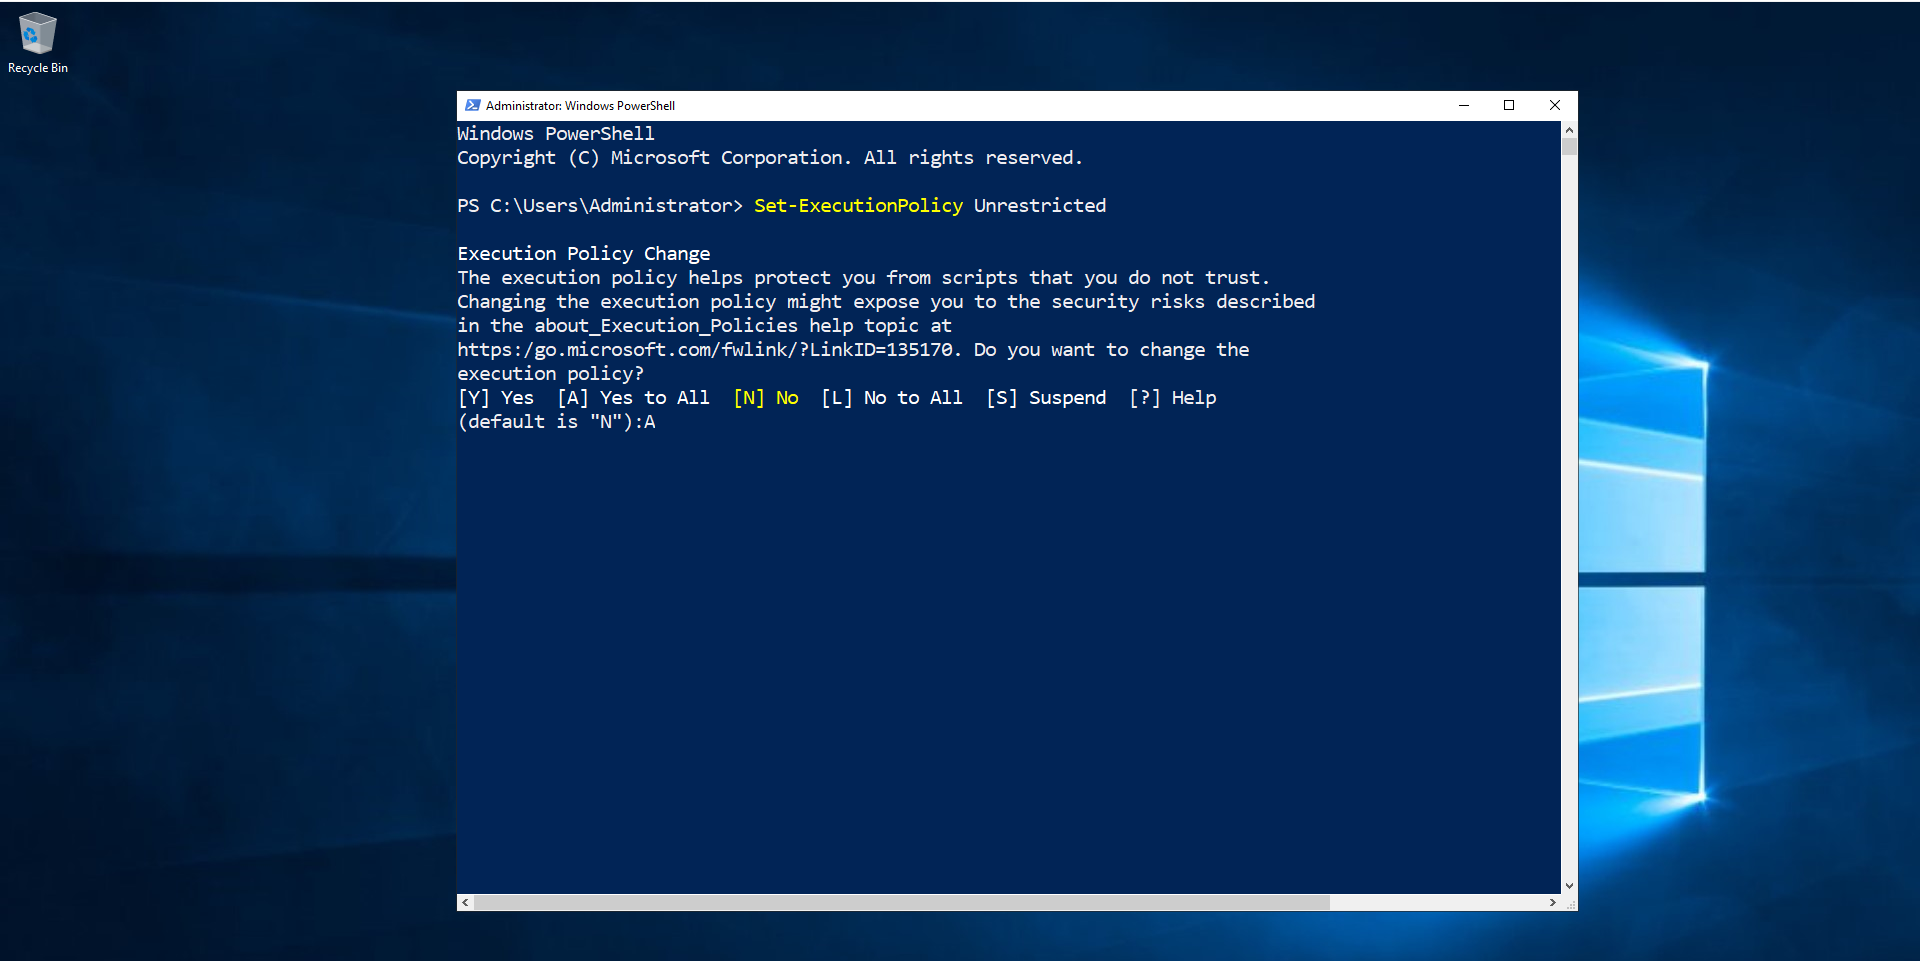 Recycle Bin
Administrator: Windows PowerShell
Windows PowerShell
Copyright (C) Microsoft Corporation. All rights reserved.
PS C:\Users\Administrator> Set-ExecutionPolicy Unrestricted
Execution Policy Change
The execution policy helps protect you from scripts that you do not trust.
Changing the execution policy might expose you to the security risks described
in the about_Execution_Policies help topic at
https:/go.microsoft.com/fwlink/?LinkID=135170. Do you want to change the
execution policy?
[Y] Yes  [A] Yes to All  [N] No  [L] No to All  [S] Suspend  [?] Help
(default is "N"):A